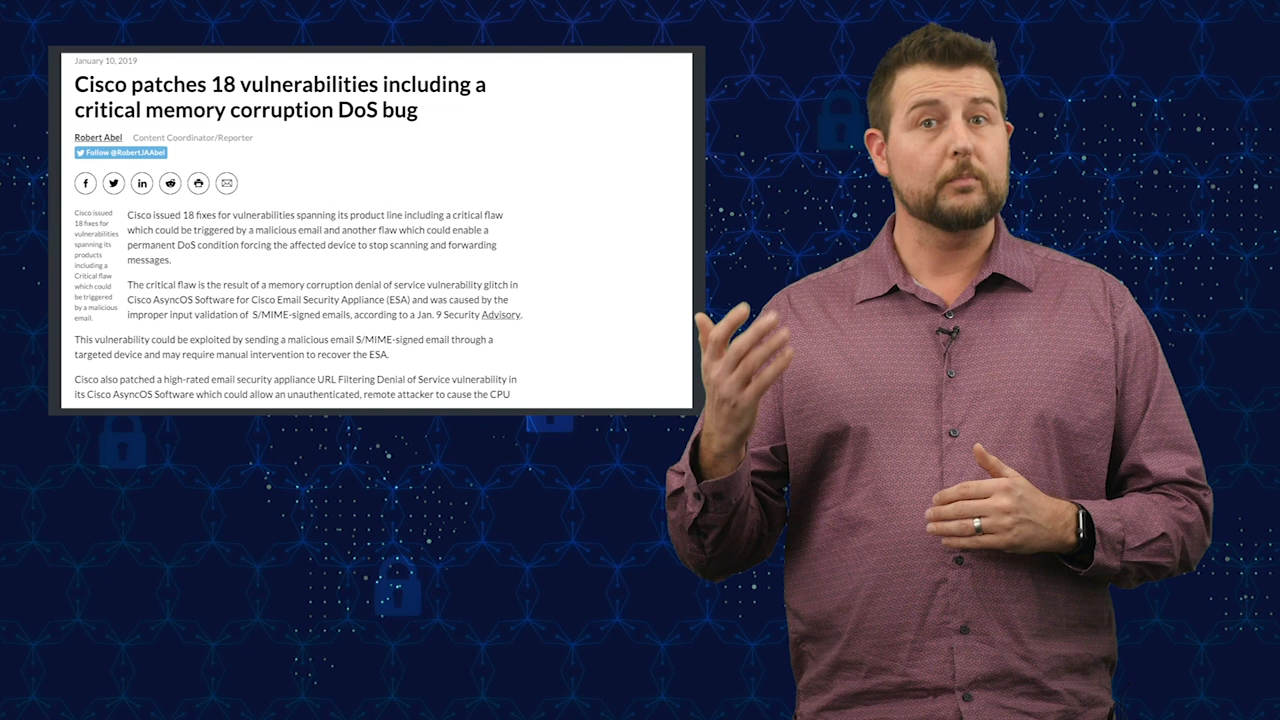 January 10, 2019
Cisco patches 18 vulnerabilities including a
critical memory corruption DoS bug
Robert Abel Content Coordinator/Reporter
Follow @RobertJAAbel
Cisco issued
18 fixes for
vulnerabilities
spanning its
products
including a
Critical flaw
which could
be triggered
by a malicious
email.
Cisco issued 18 fixes for vulnerabilities spanning its product line including a critical flaw
which could be triggered by a malicious email and another flaw which could enable a
permanent DoS condition forcing the affected device to stop scanning and forwarding
messages.
The critical flaw is the result of a memory corruption denial of service vulnerability glitch in
Cisco AsyncOS Software for Cisco Email Security Appliance (ESA) and was caused by the
improper input validation of S/MIME-signed emails, according to a Jan. 9 Security Advisory.
This vulnerability could be exploited by sending a malicious email S/MIME-signed email through a
targeted device and may require manual intervention to recover the ESA.
Cisco also patched a high-rated email security appliance URL Filtering Denial of Service vulnerability in
its Cisco AsyncOS Software which could allow an unauthenticated, remote attacker to cause the CPU